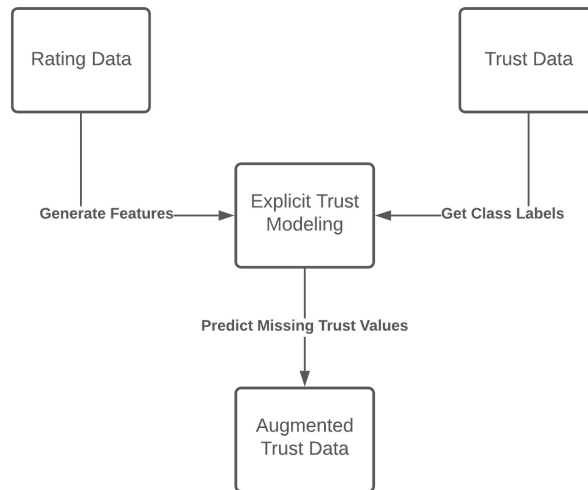 Rating Data
Trust Data
Generate Features
Explicit Trust
Modeling
Get Class Labels
Predict Missing Trust Values
Augmented
Trust Data